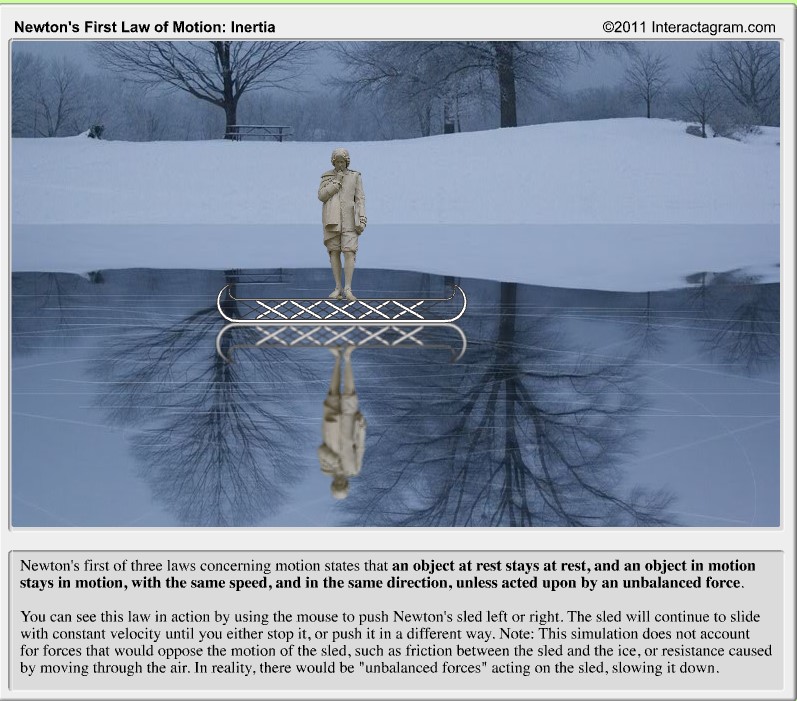 Newton's First Law of Motion: Inertia
©2011 Interactagram.com
Newton's first of three laws concerning motion states that an object at rest stays at rest, and an object in motion
stays in motion, with the same speed, and in the same direction, unless acted upon by an unbalanced force.
You can see this law in action by using the mouse to push Newton's sled left or right. The sled will continue to slide
with constant velocity until you either stop it, or push it in a different way. Note: This simulation does not account
for forces that would oppose the motion of the sled, such as friction between the sled and the ice, or resistance caused
by moving through the air. In reality, there would be "unbalanced forces" acting on the sled, slowing it down.